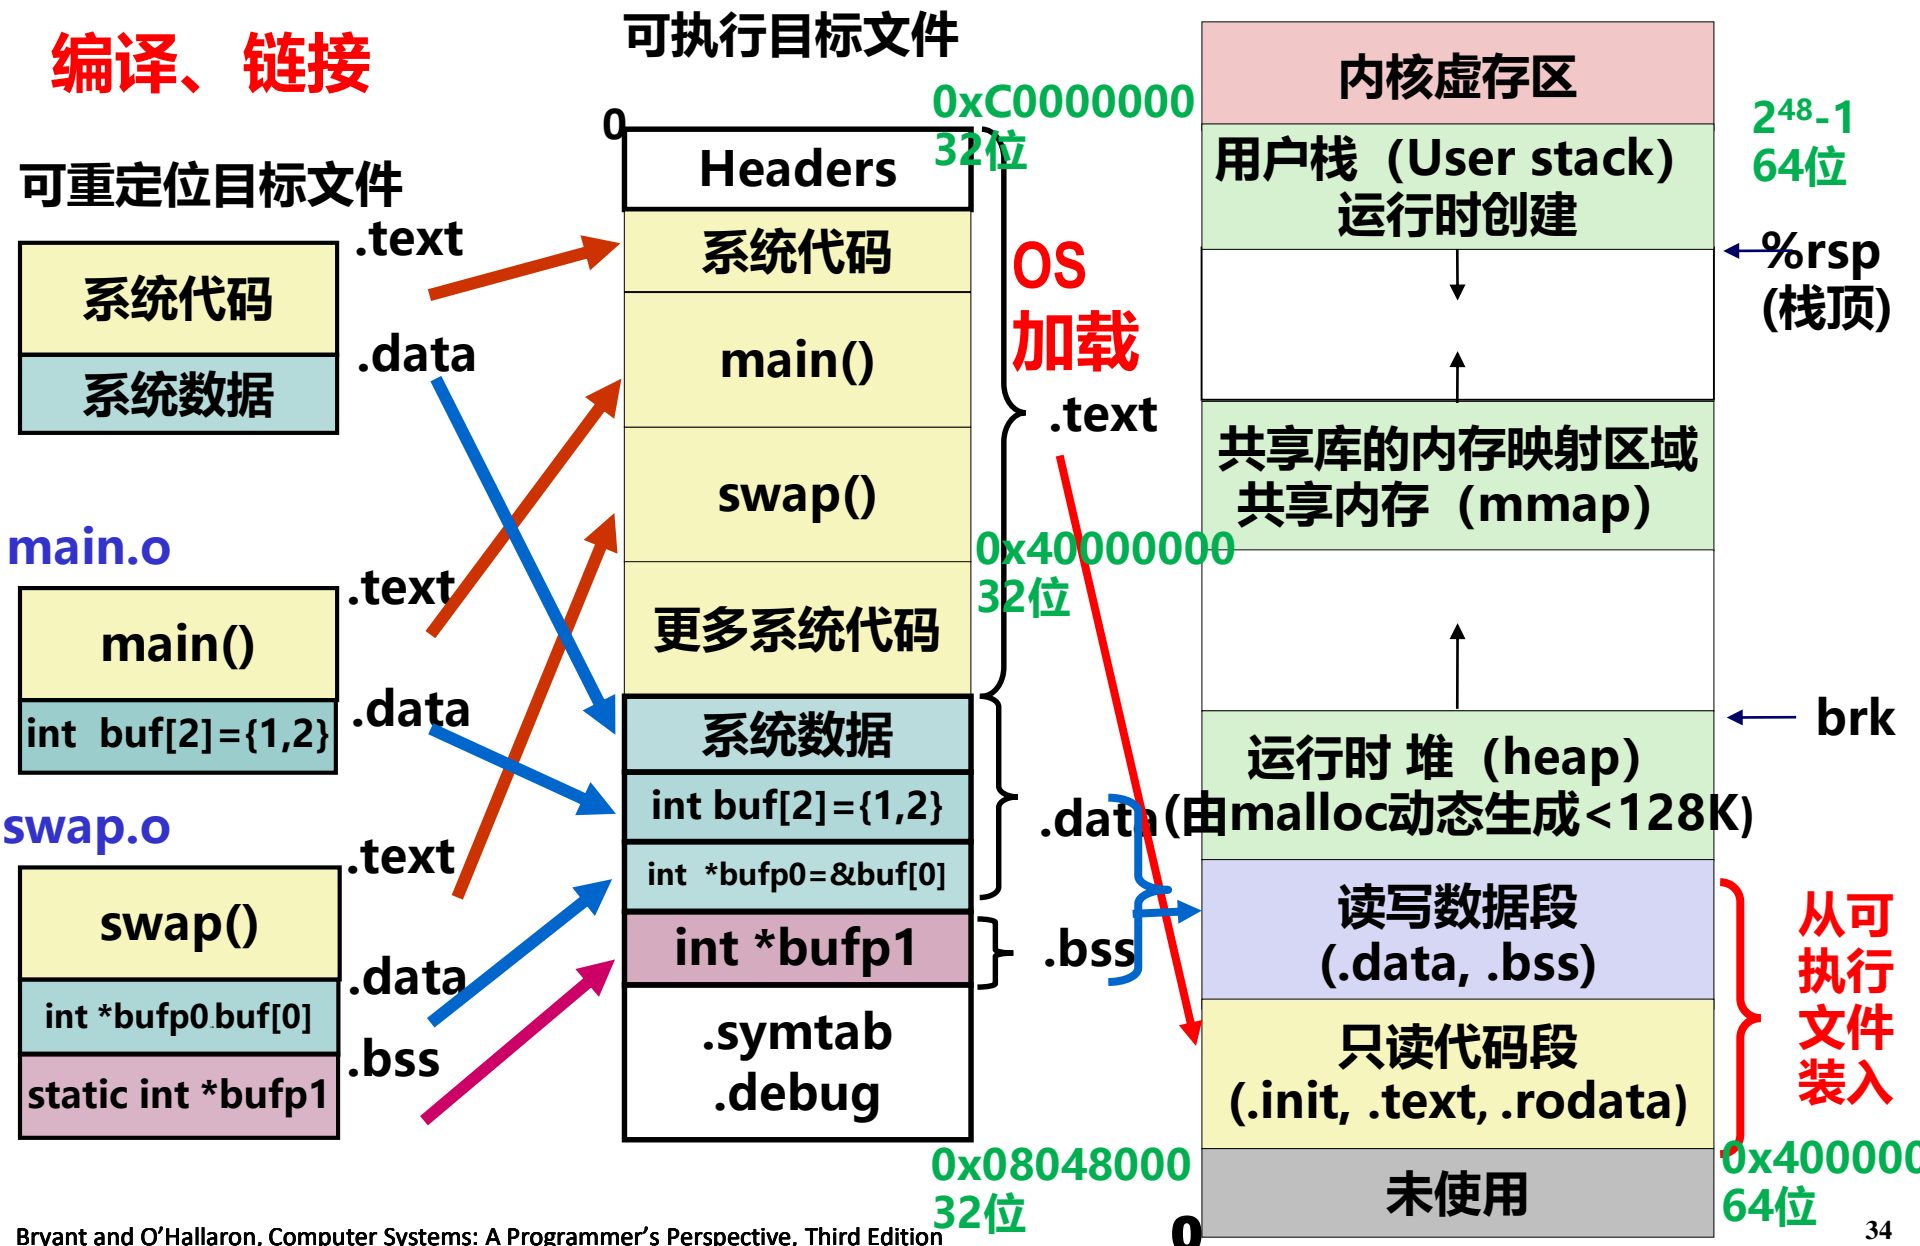 编译、链接
可重定位目标文件
系统代码
.text
系统数据
.data
main.o
main()
.text
int buf[2]={1,2}
.data
swap.o
swap()
.text
int *bufp0=&buf[0]
.data
static int *bufp1
.bss
可执行目标文件
0
Headers
系统代码
main()
swap()
更多系统代码
系统数据
int buf[2]={1,2}
int *bufp0=&buf[0]
int *bufp1
.symtab
.debug
OS
加载
.text
.data
.bss
0xC0000000
32位
0x40000000
32位
0x08048000
32位
0
内核虚存区
用户栈（User stack）
运行时创建
共享库的内存映射区域
共享内存（mmap）
运行时 堆（heap）
(由malloc动态生成<128K)
读写数据段
(.data, .bss)
只读代码段
(.init, .text, .rodata)
未使用
2⁴⁸-1
64位
%rsp
(栈顶)
brk
从可
执行
文件
装入
0x400000
64位
Bryant and O'Hallaron, Computer Systems: A Programmer's Perspective, Third Edition
34